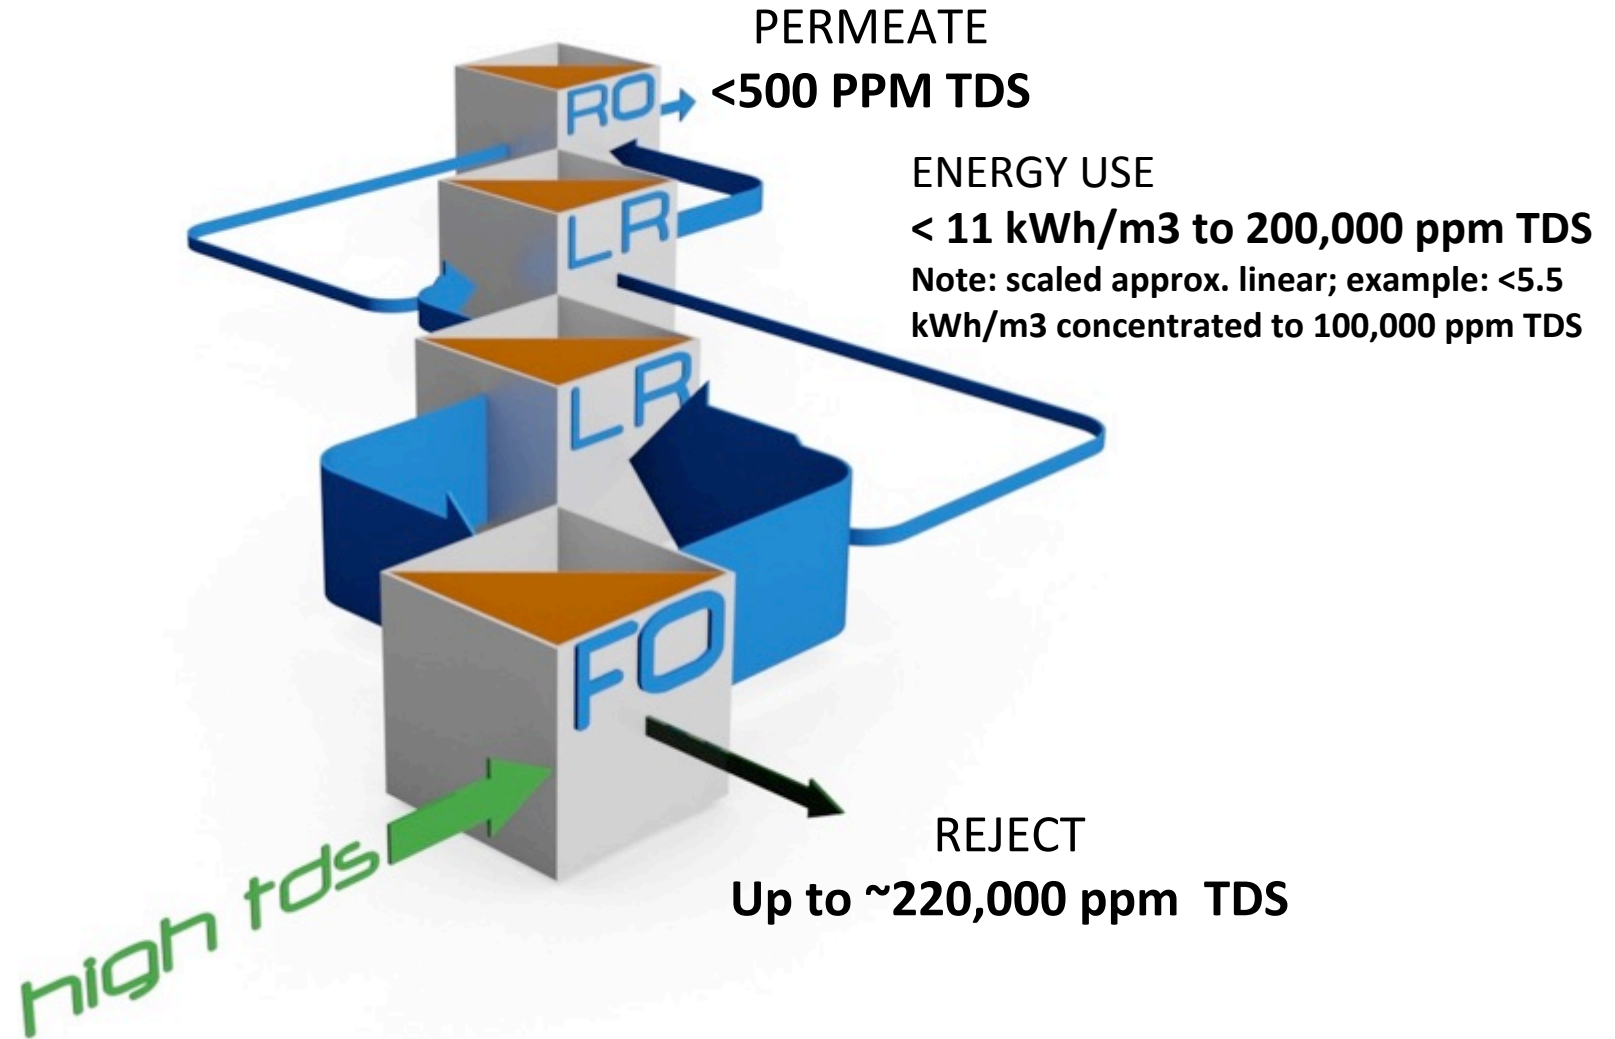 PERMEATE
<500 PPM TDS
RO
ENERGY USE
< 11 kWh/m3 to 200,000 ppm TDS
Note: scaled approx. linear; example: <5.5
kWh/m3 concentrated to 100,000 ppm TDS
LR
LR
FO
high tds
REJECT
Up to ~220,000 ppm  TDS